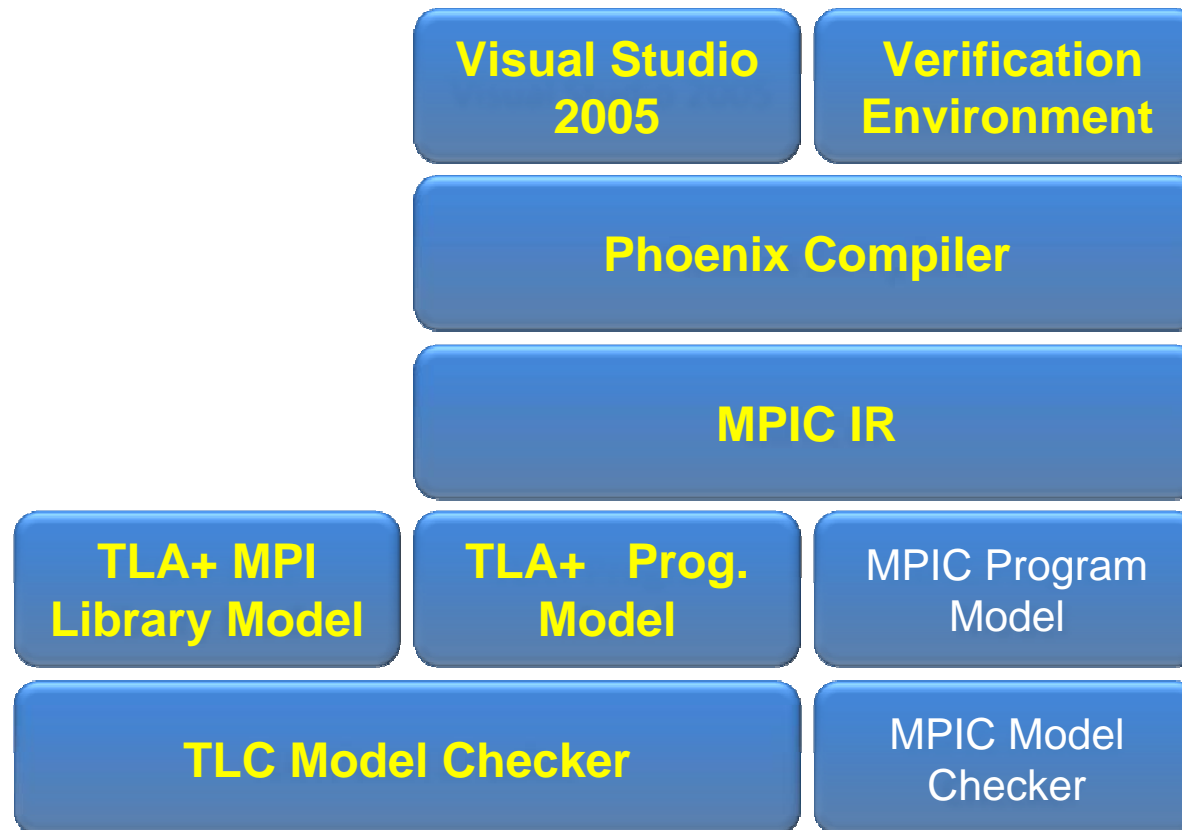 Visual Studio
2005
Verification
Environment
Phoenix Compiler
MPIC IR
TLA+ MPI
Library Model
TLA+ Prog.
Model
MPIC Program
Model
TLC Model Checker
MPIC Model
Checker